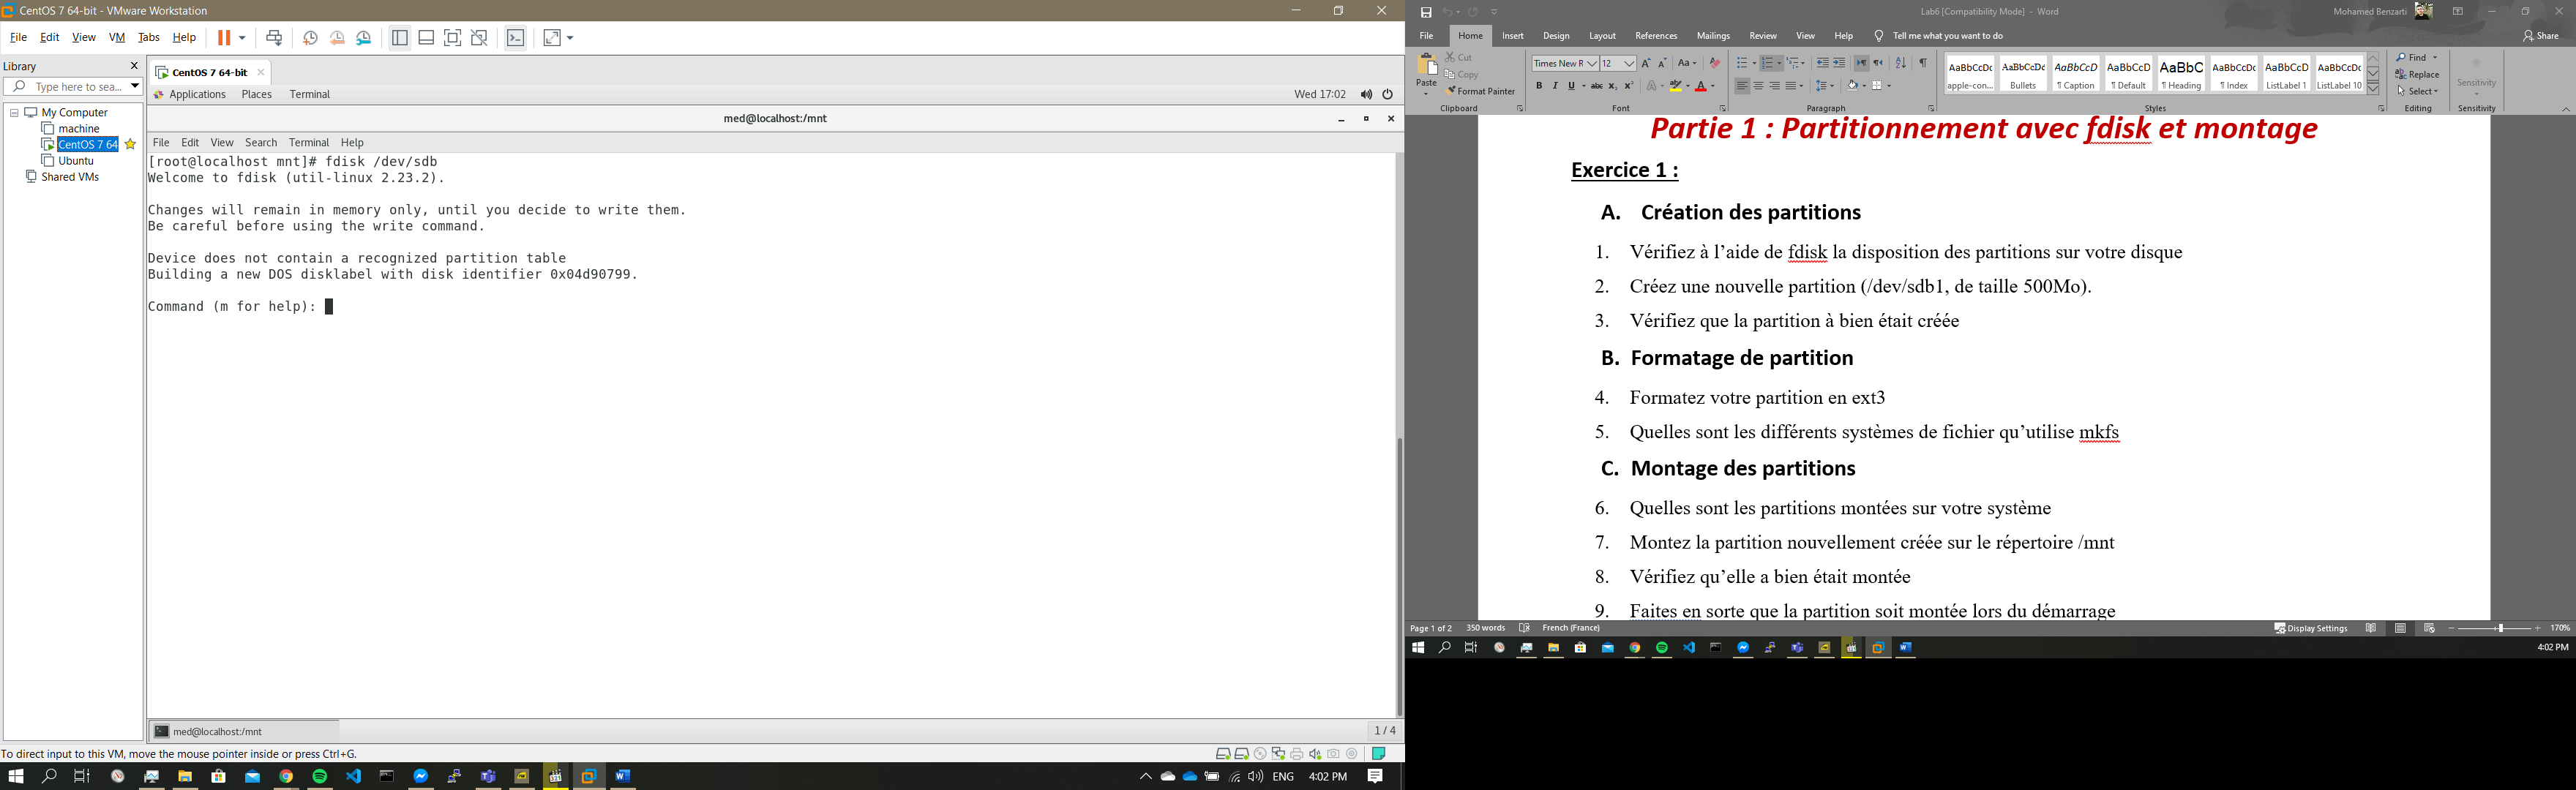 CentOS 7 64-bit - VMware Workstation
File Edit View VM Tabs Help
Library
Type here to sea...
My Computer
machine
CentOS 7 64
Ubuntu
Shared VMs
CentOS 7 64-bit
Applications Places Terminal
Wed 17:02
med@localhost:/mnt
File Edit View Search Terminal Help
[root@localhost mnt]# fdisk /dev/sdb
Welcome to fdisk (util-linux 2.23.2).
Changes will remain in memory only, until you decide to write them.
Be careful before using the write command.
Device does not contain a recognized partition table
Building a new DOS disklabel with disk identifier 0x04d90799.
Command (m for help):
med@localhost:/mnt
1 / 4
To direct input to this VM, move the mouse pointer inside or press Ctrl+G.
ENG 4:02 PM
Lab6 [Compatibility Mode] - Word
Mohamed Benzarti
File Home Insert Design Layout References Mailings Review View Help Tell me what you want to do
Share
Paste
Cut
Copy
Format Painter
Clipboard
Times New R 12
Font
Paragraph
AaBbCcDc AaBbCcDc AaBbCcD AaBbCcD AaBbC AaBbCcDc AaBbCcD AaBbCcDc
apple-con... Bullets ¶ Caption ¶ Default ¶ Heading ¶ Index ListLabel 1 ListLabel 10
Styles
Find
Replace
Select
Editing
Sensitivity
Sensitivity
Partie 1 : Partitionnement avec fdisk et montage
Exercice 1 :
A. Création des partitions
1. Vérifiez à l’aide de fdisk la disposition des partitions sur votre disque
2. Créez une nouvelle partition (/dev/sdb1, de taille 500Mo).
3. Vérifiez que la partition à bien était créée
B. Formatage de partition
4. Formatez votre partition en ext3
5. Quelles sont les différents systèmes de fichier qu’utilise mkfs
C. Montage des partitions
6. Quelles sont les partitions montées sur votre système
7. Montez la partition nouvellement créée sur le répertoire /mnt
8. Vérifiez qu’elle a bien était montée
9. Faites en sorte que la partition soit montée lors du démarrage
Page 1 of 2 350 words French (France)
Display Settings
170%
4:02 PM